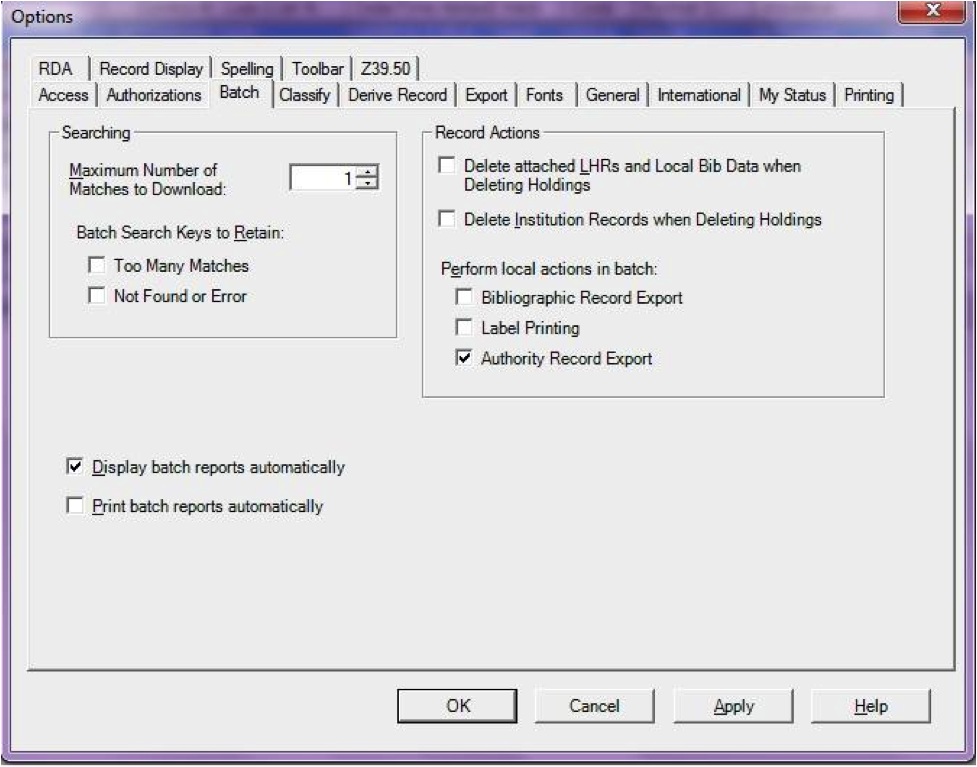 Options
RDA Record Display Spelling Toolbar Z39.50
Access Authorizations Batch Classify Derive Record Export Fonts General International My Status Printing
Searching
Maximum Number of
Matches to Download:
1
Batch Search Keys to Retain:
Too Many Matches
Not Found or Error
Record Actions
Delete attached LHRs and Local Bib Data when
Deleting Holdings
Delete Institution Records when Deleting Holdings
Perform local actions in batch:
Bibliographic Record Export
Label Printing
Authority Record Export
Display batch reports automatically
Print batch reports automatically
OK Cancel Apply Help